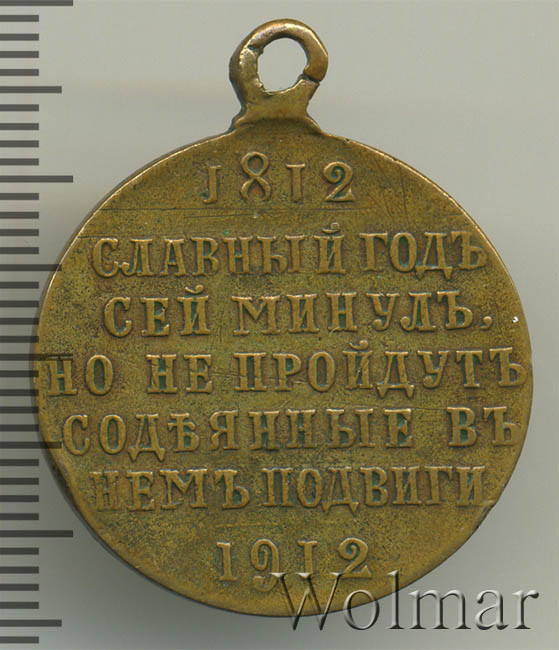 1812
СЛАВНЫЙ ГОДЪ
СЕЙ МИНУЛЪ,
НО НЕ ПРОЙДУТЪ
СОДѢЯННЫЕ ВЪ
НЕМЪ ПОДВИГИ
1912
Wolmar